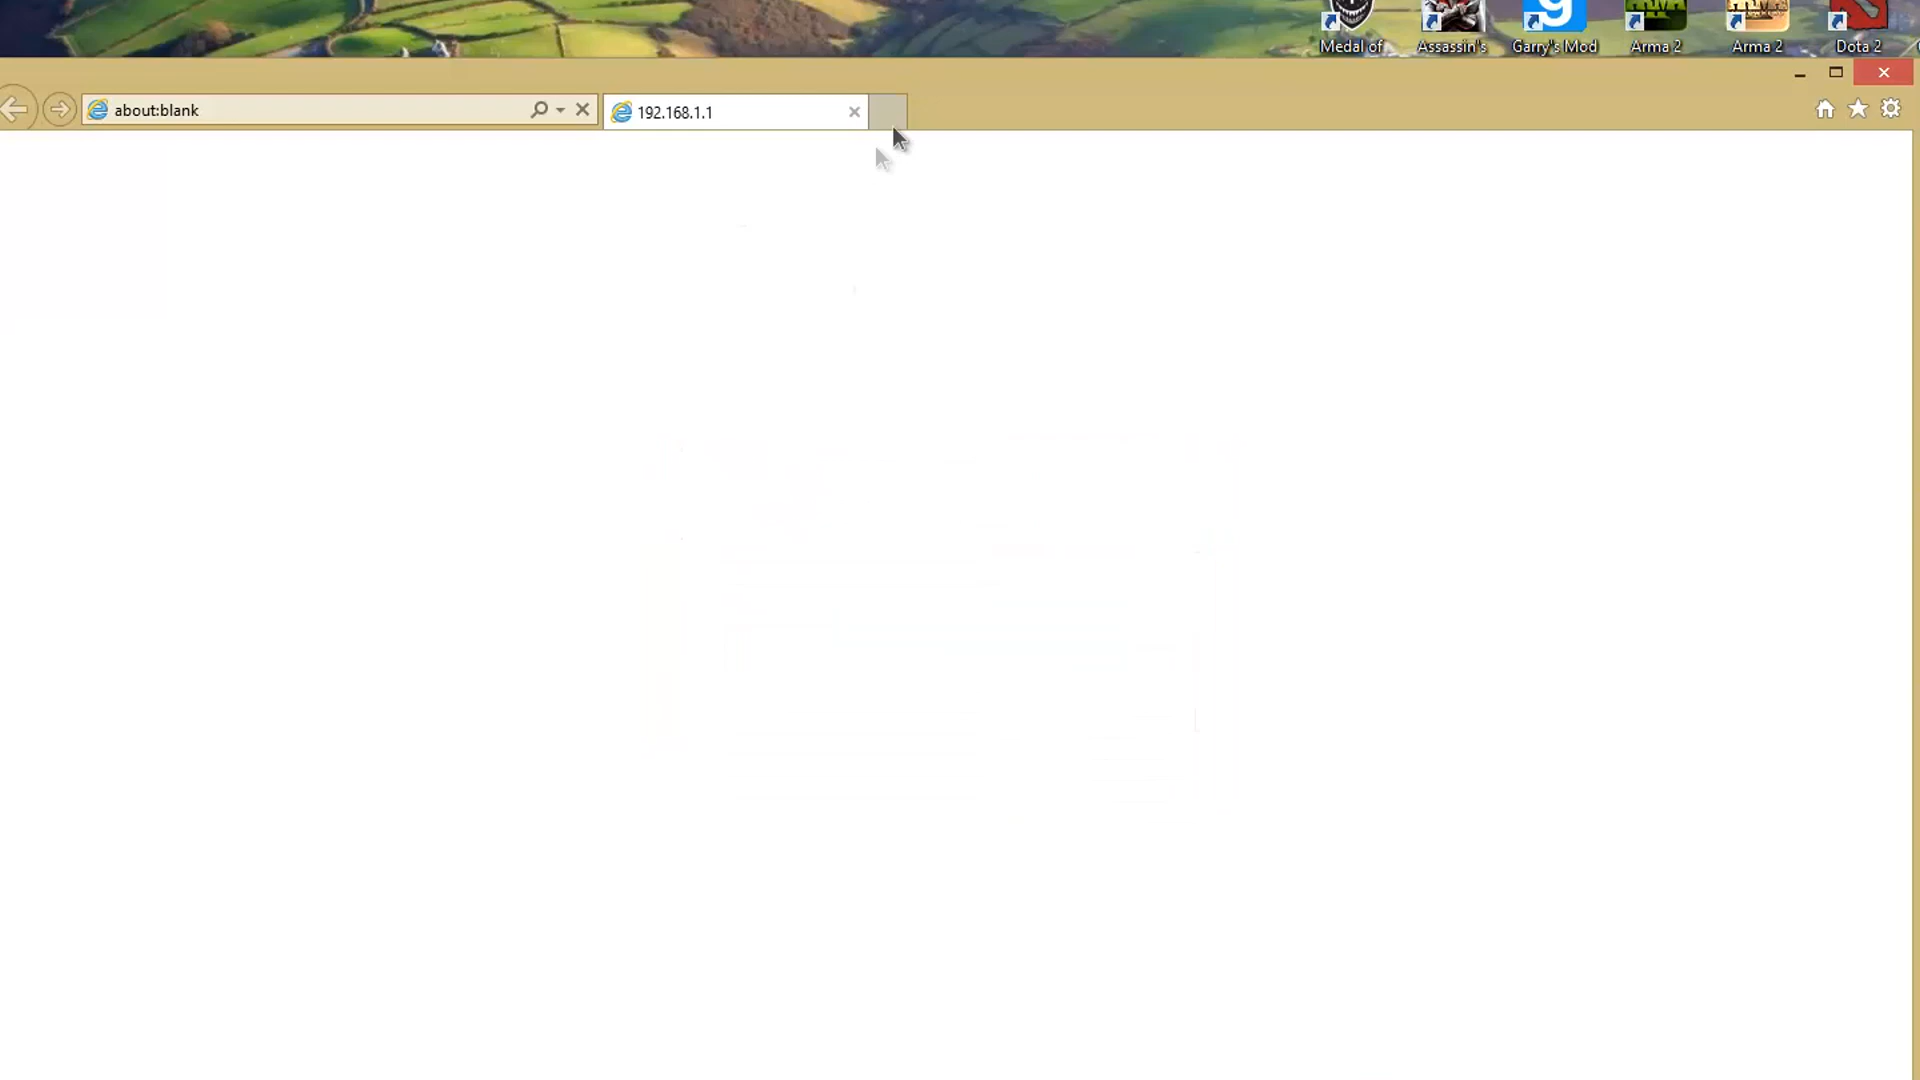 Medal of
Assassin's
Garry's Mod
Arma 2
Arma 2
Dota 2
about:blank
192.168.1.1